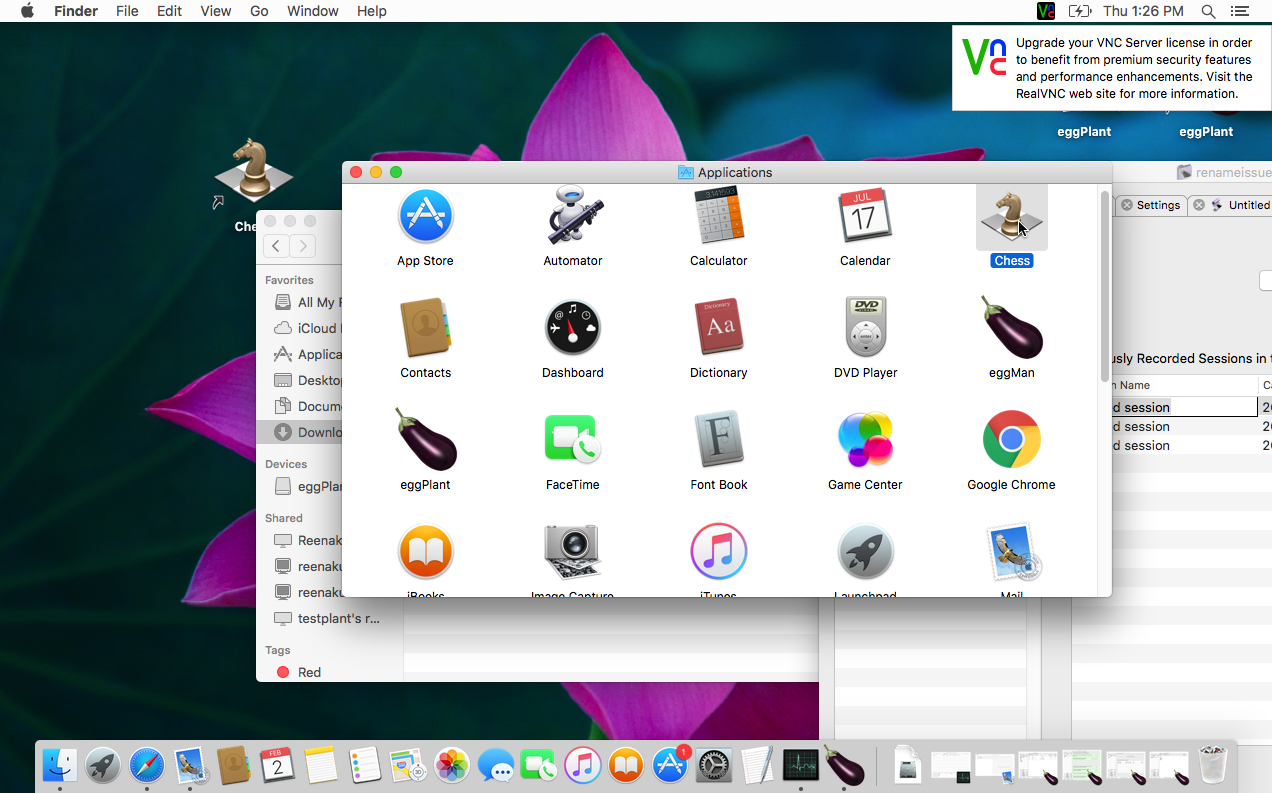 Finder File Edit View Go Window Help Thu 1:26 PM
Upgrade your VNC Server license in order
to benefit from premium security features
and performance enhancements. Visit the
RealVNC web site for more information.
eggPlant eggPlant
Applications
renameissue
Settings
Untitled
Che
App Store Automator Calculator Calendar Chess
JUL
17
Favorites
All My F
iCloud
Applica
Deskto
Docum
Downlo
Devices
eggPlan
Shared
Reenak
reenaku
reenaku
testplant's r...
Tags
Red
Contacts Dashboard Dictionary DVD Player eggMan
Dictionary
Aa
DVD
eggPlant FaceTime Font Book Game Center Google Chrome
F
iBooks Image Capture iTunes Launchpad Mail
usly Recorded Sessions in t
n Name
d session
d session
d session
FEB
2
1